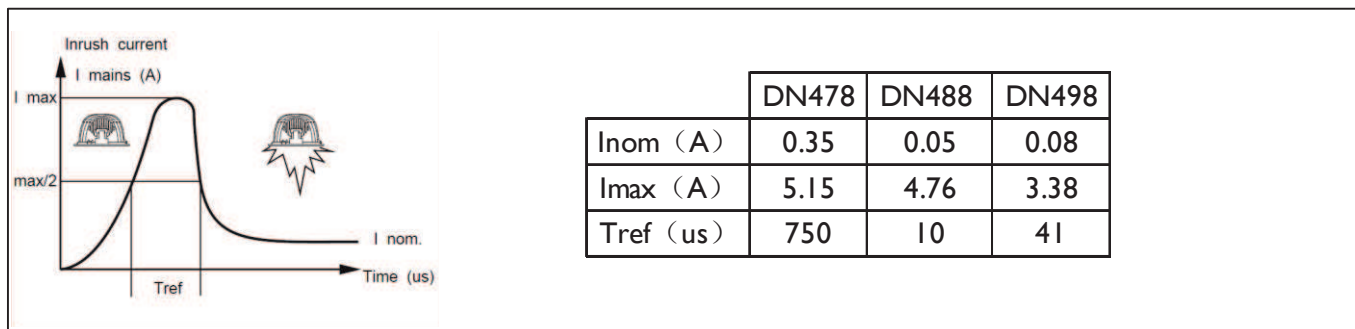 Inrush current
I mains (A)
I max
max/2
I nom.
Time (us)
Tref
DN478 DN488 DN498
Inom（A） 0.35 0.05 0.08
Imax（A） 5.15 4.76 3.38
Tref（us） 750 10 41